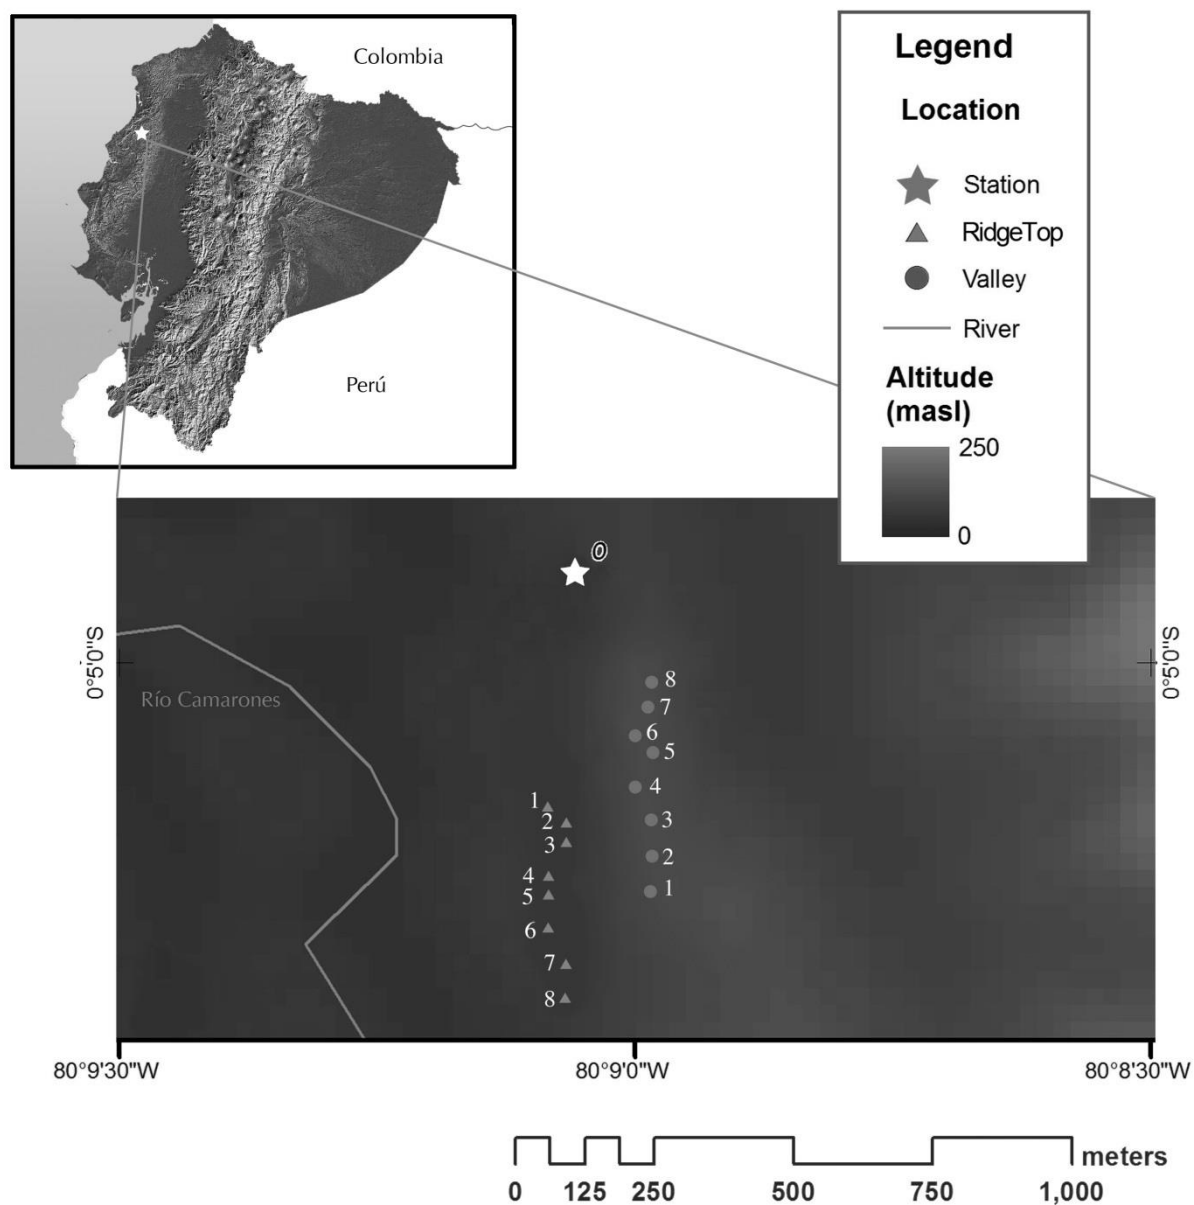 Colombia
Perú
Legend
Location
Station
RidgeTop
Valley
River
Altitude
(masl)
250
0
0
0°5'0"S
0°5'0"S
Río Camarones
8
7
6
5
4
3
2
1
1
2
3
4
5
6
7
8
80°9'30"W
80°9'0"W
80°8'30"W
meters
0 125 250 500 750 1,000